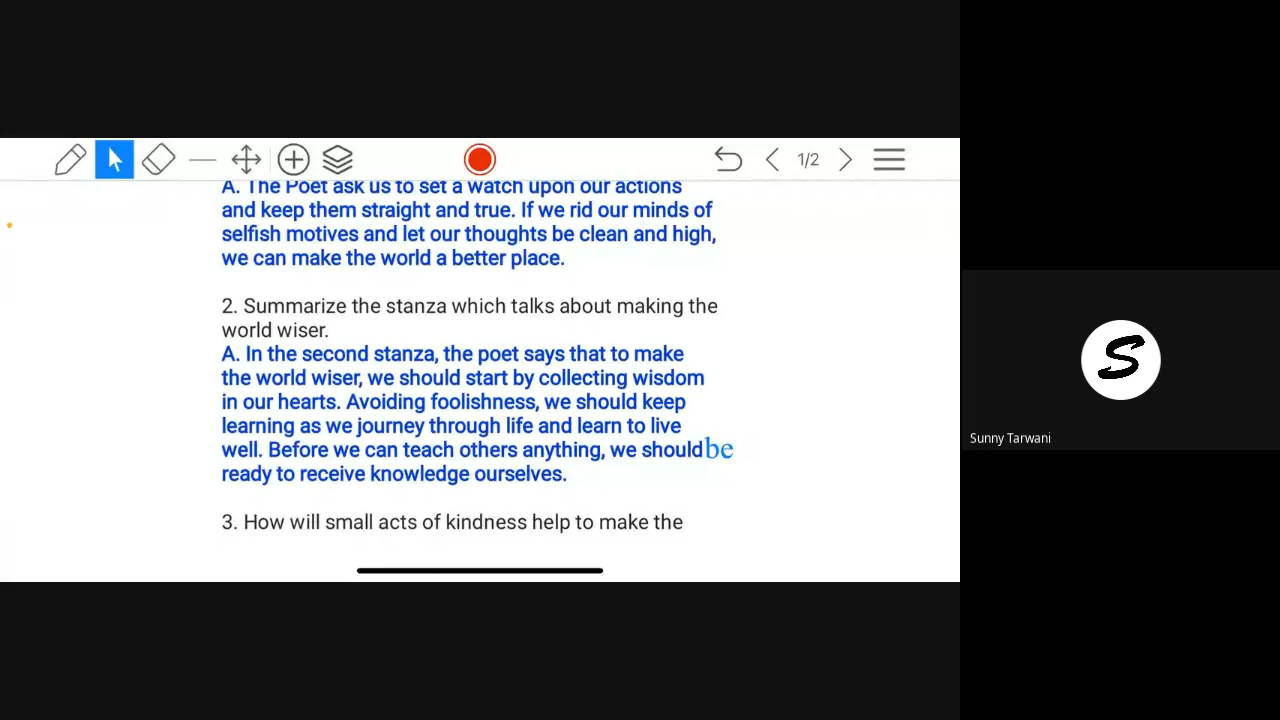 1/2
A. The Poet ask us to set a watch upon our actions
and keep them straight and true. If we rid our minds of
selfish motives and let our thoughts be clean and high,
we can make the world a better place.
2. Summarize the stanza which talks about making the
world wiser.
A. In the second stanza, the poet says that to make
the world wiser, we should start by collecting wisdom
in our hearts. Avoiding foolishness, we should keep
learning as we journey through life and learn to live
well. Before we can teach others anything, we should be
ready to receive knowledge ourselves.
3. How will small acts of kindness help to make the
S
Sunny Tarwani